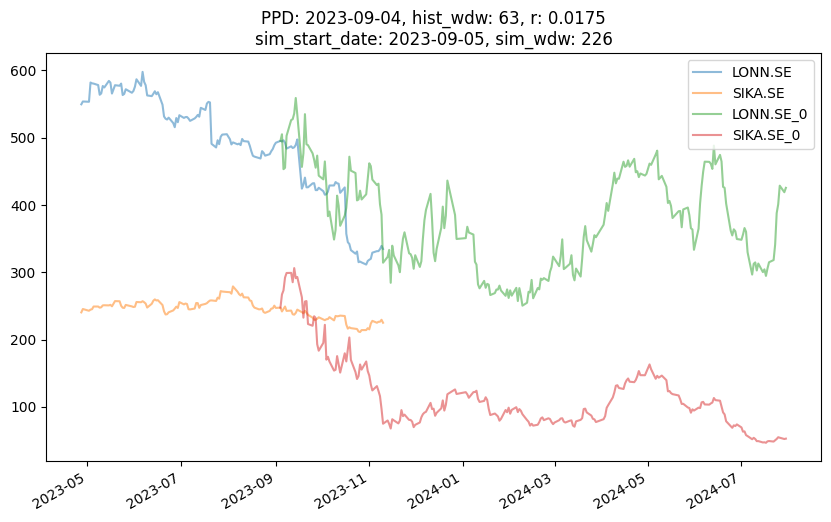 PPD: 2023-09-04, hist_wdw: 63, r: 0.0175
sim_start_date: 2023-09-05, sim_wdw: 226
LONN.SE
SIKA.SE
LONN.SE_0
SIKA.SE_0
600
500
400
300
200
100
2023-05
2023-07
2023-09
2023-11
2024-01
2024-03
2024-05
2024-07